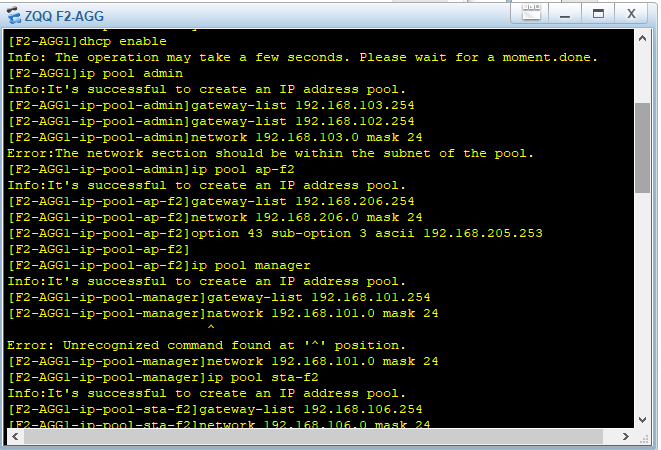 ZQQ F2-AGG
[F2-AGG1]dhcp enable
Info: The operation may take a few seconds. Please wait for a moment.done.
[F2-AGG1]ip pool admin
Info:It's successful to create an IP address pool.
[F2-AGG1-ip-pool-admin]gateway-list 192.168.103.254
[F2-AGG1-ip-pool-admin]gateway-list 192.168.102.254
[F2-AGG1-ip-pool-admin]network 192.168.103.0 mask 24
Error:The network section should be within the subnet of the pool.
[F2-AGG1-ip-pool-admin]ip pool ap-f2
Info:It's successful to create an IP address pool.
[F2-AGG1-ip-pool-ap-f2]gateway-list 192.168.206.254
[F2-AGG1-ip-pool-ap-f2]network 192.168.206.0 mask 24
[F2-AGG1-ip-pool-ap-f2]option 43 sub-option 3 ascii 192.168.205.253
[F2-AGG1-ip-pool-ap-f2]
[F2-AGG1-ip-pool-ap-f2]ip pool manager
Info:It's successful to create an IP address pool.
[F2-AGG1-ip-pool-manager]gateway-list 192.168.101.254
[F2-AGG1-ip-pool-manager]natwork 192.168.101.0 mask 24
^
Error: Unrecognized command found at '^' position.
[F2-AGG1-ip-pool-manager]network 192.168.101.0 mask 24
[F2-AGG1-ip-pool-manager]ip pool sta-f2
Info:It's successful to create an IP address pool.
[F2-AGG1-ip-pool-sta-f2]gateway-list 192.168.106.254
[F2-AGG1-ip-pool-sta-f2]network 192.168.106.0 mask 24